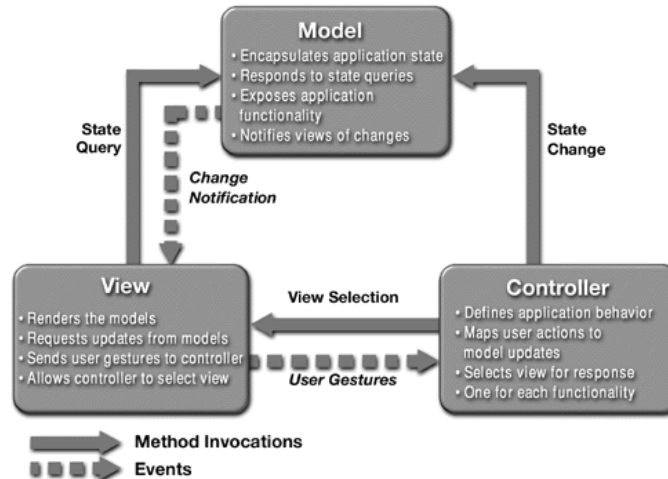 Model
• Encapsulates application state
• Responds to state queries
• Exposes application
functionality
• Notifies views of changes
State
Query
Change
Notification
State
Change
View
• Renders the models
• Requests updates from models
• Sends user gestures to controller
• Allows controller to select view
View Selection
User Gestures
Controller
• Defines application behavior
• Maps user actions to
model updates
• Selects view for response
• One for each functionality
Method Invocations
Events